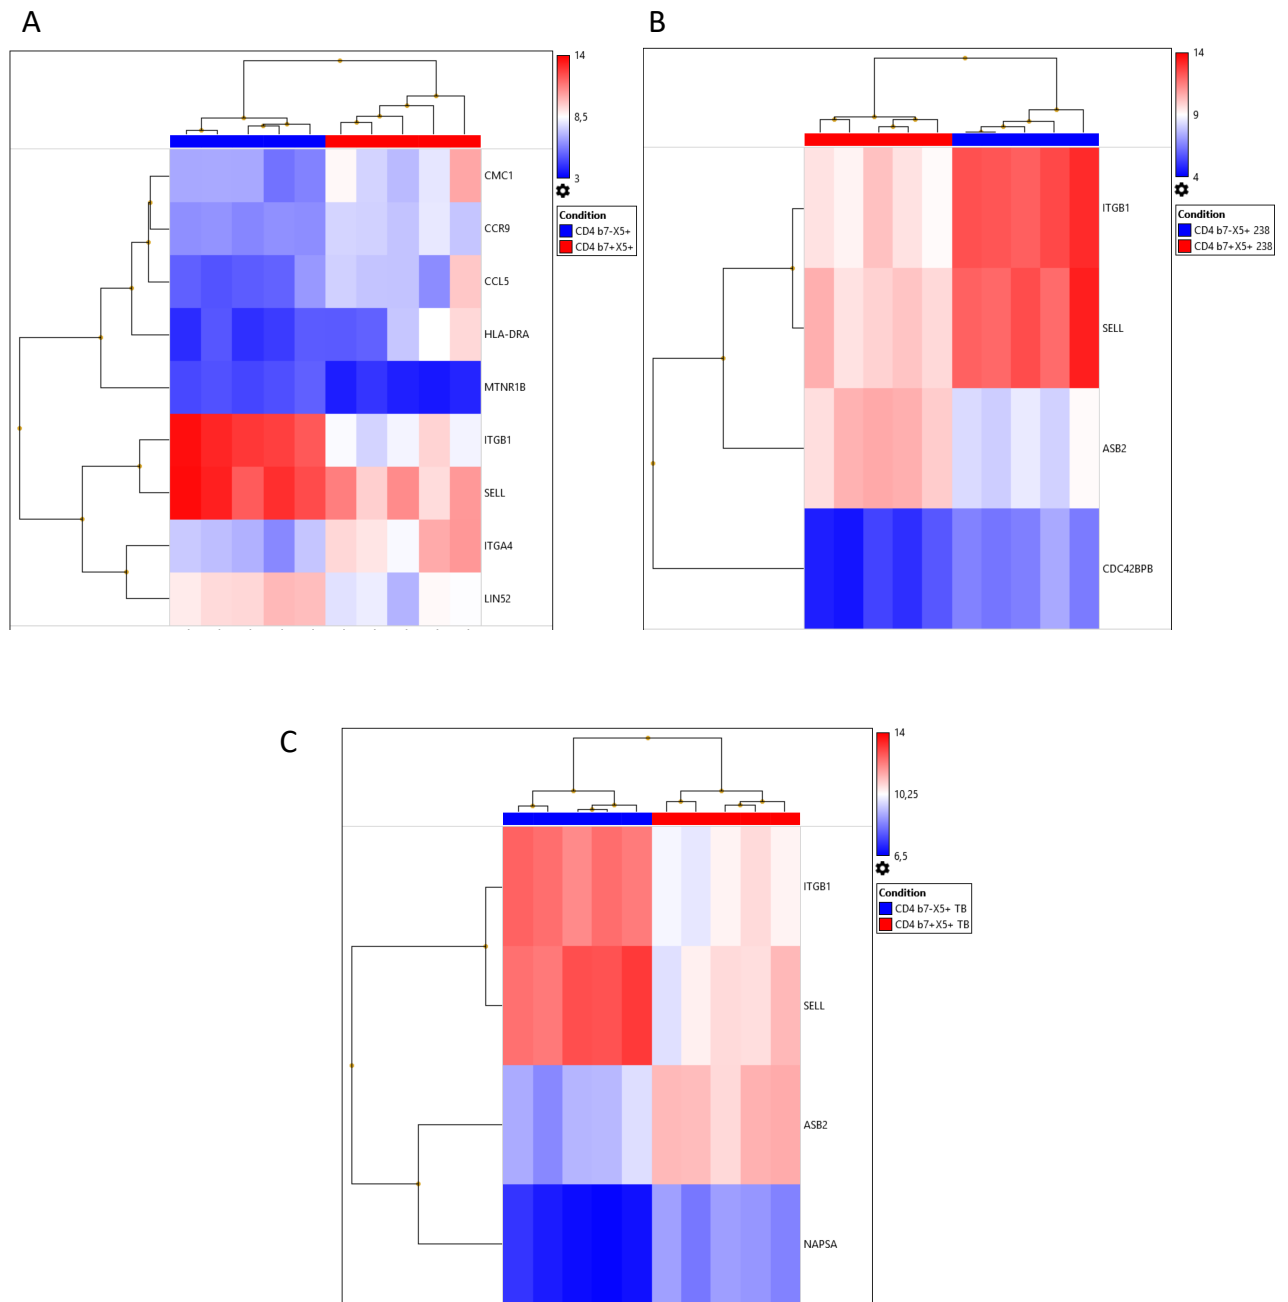 A
14
8,5
3
Condition
CD4 b7-X5+
CD4 b7+X5+
CMC1
CCR9
CCL5
HLA-DRA
MTNR1B
ITGB1
SELL
ITGA4
LIN52
B
14
9
4
Condition
CD4 b7-X5+ 238
CD4 b7+X5+ 238
ITGB1
SELL
ASB2
CDC42BPB
C
14
10,25
6,5
Condition
CD4 b7-X5+ TB
CD4 b7+X5+ TB
ITGB1
SELL
ASB2
NAPSA